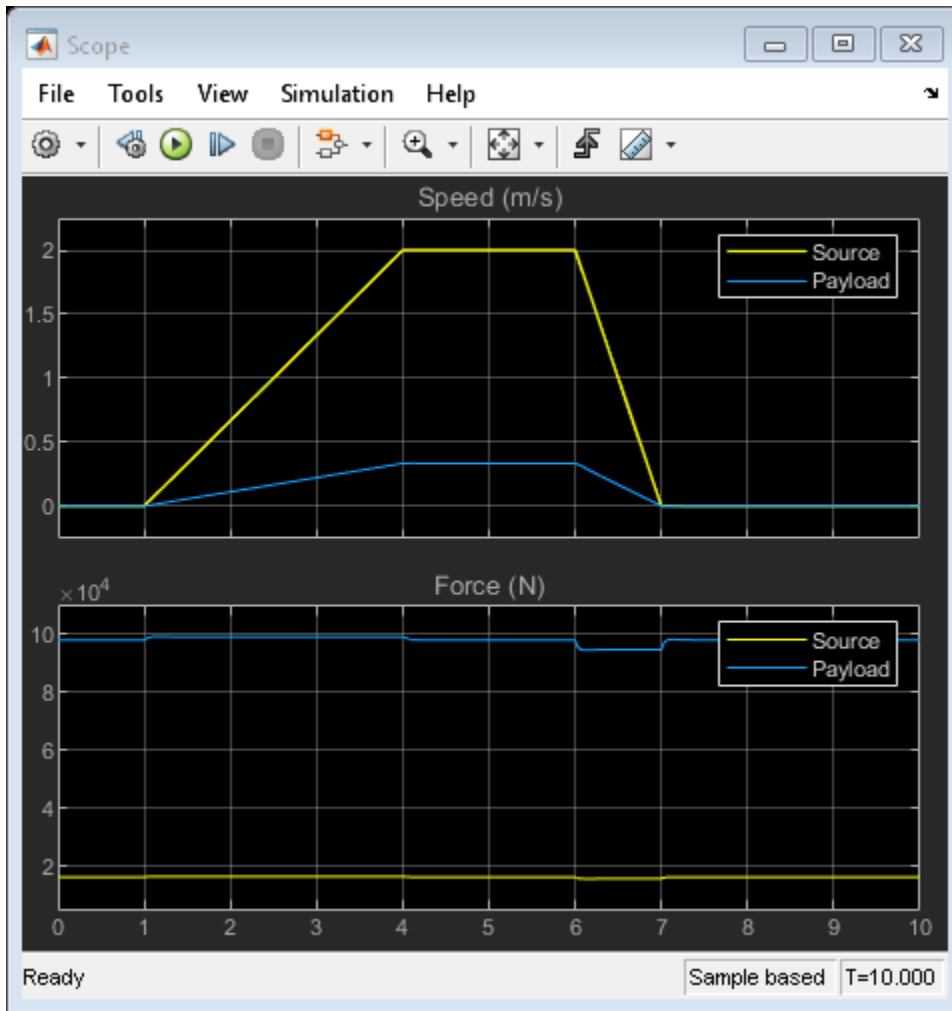 Scope
File Tools View Simulation Help
Speed (m/s)
2
1.5
1
0.5
0
Source
Payload
×10⁴
Force (N)
10
8
6
4
2
Source
Payload
0 1 2 3 4 5 6 7 8 9 10
Ready Sample based T=10.000